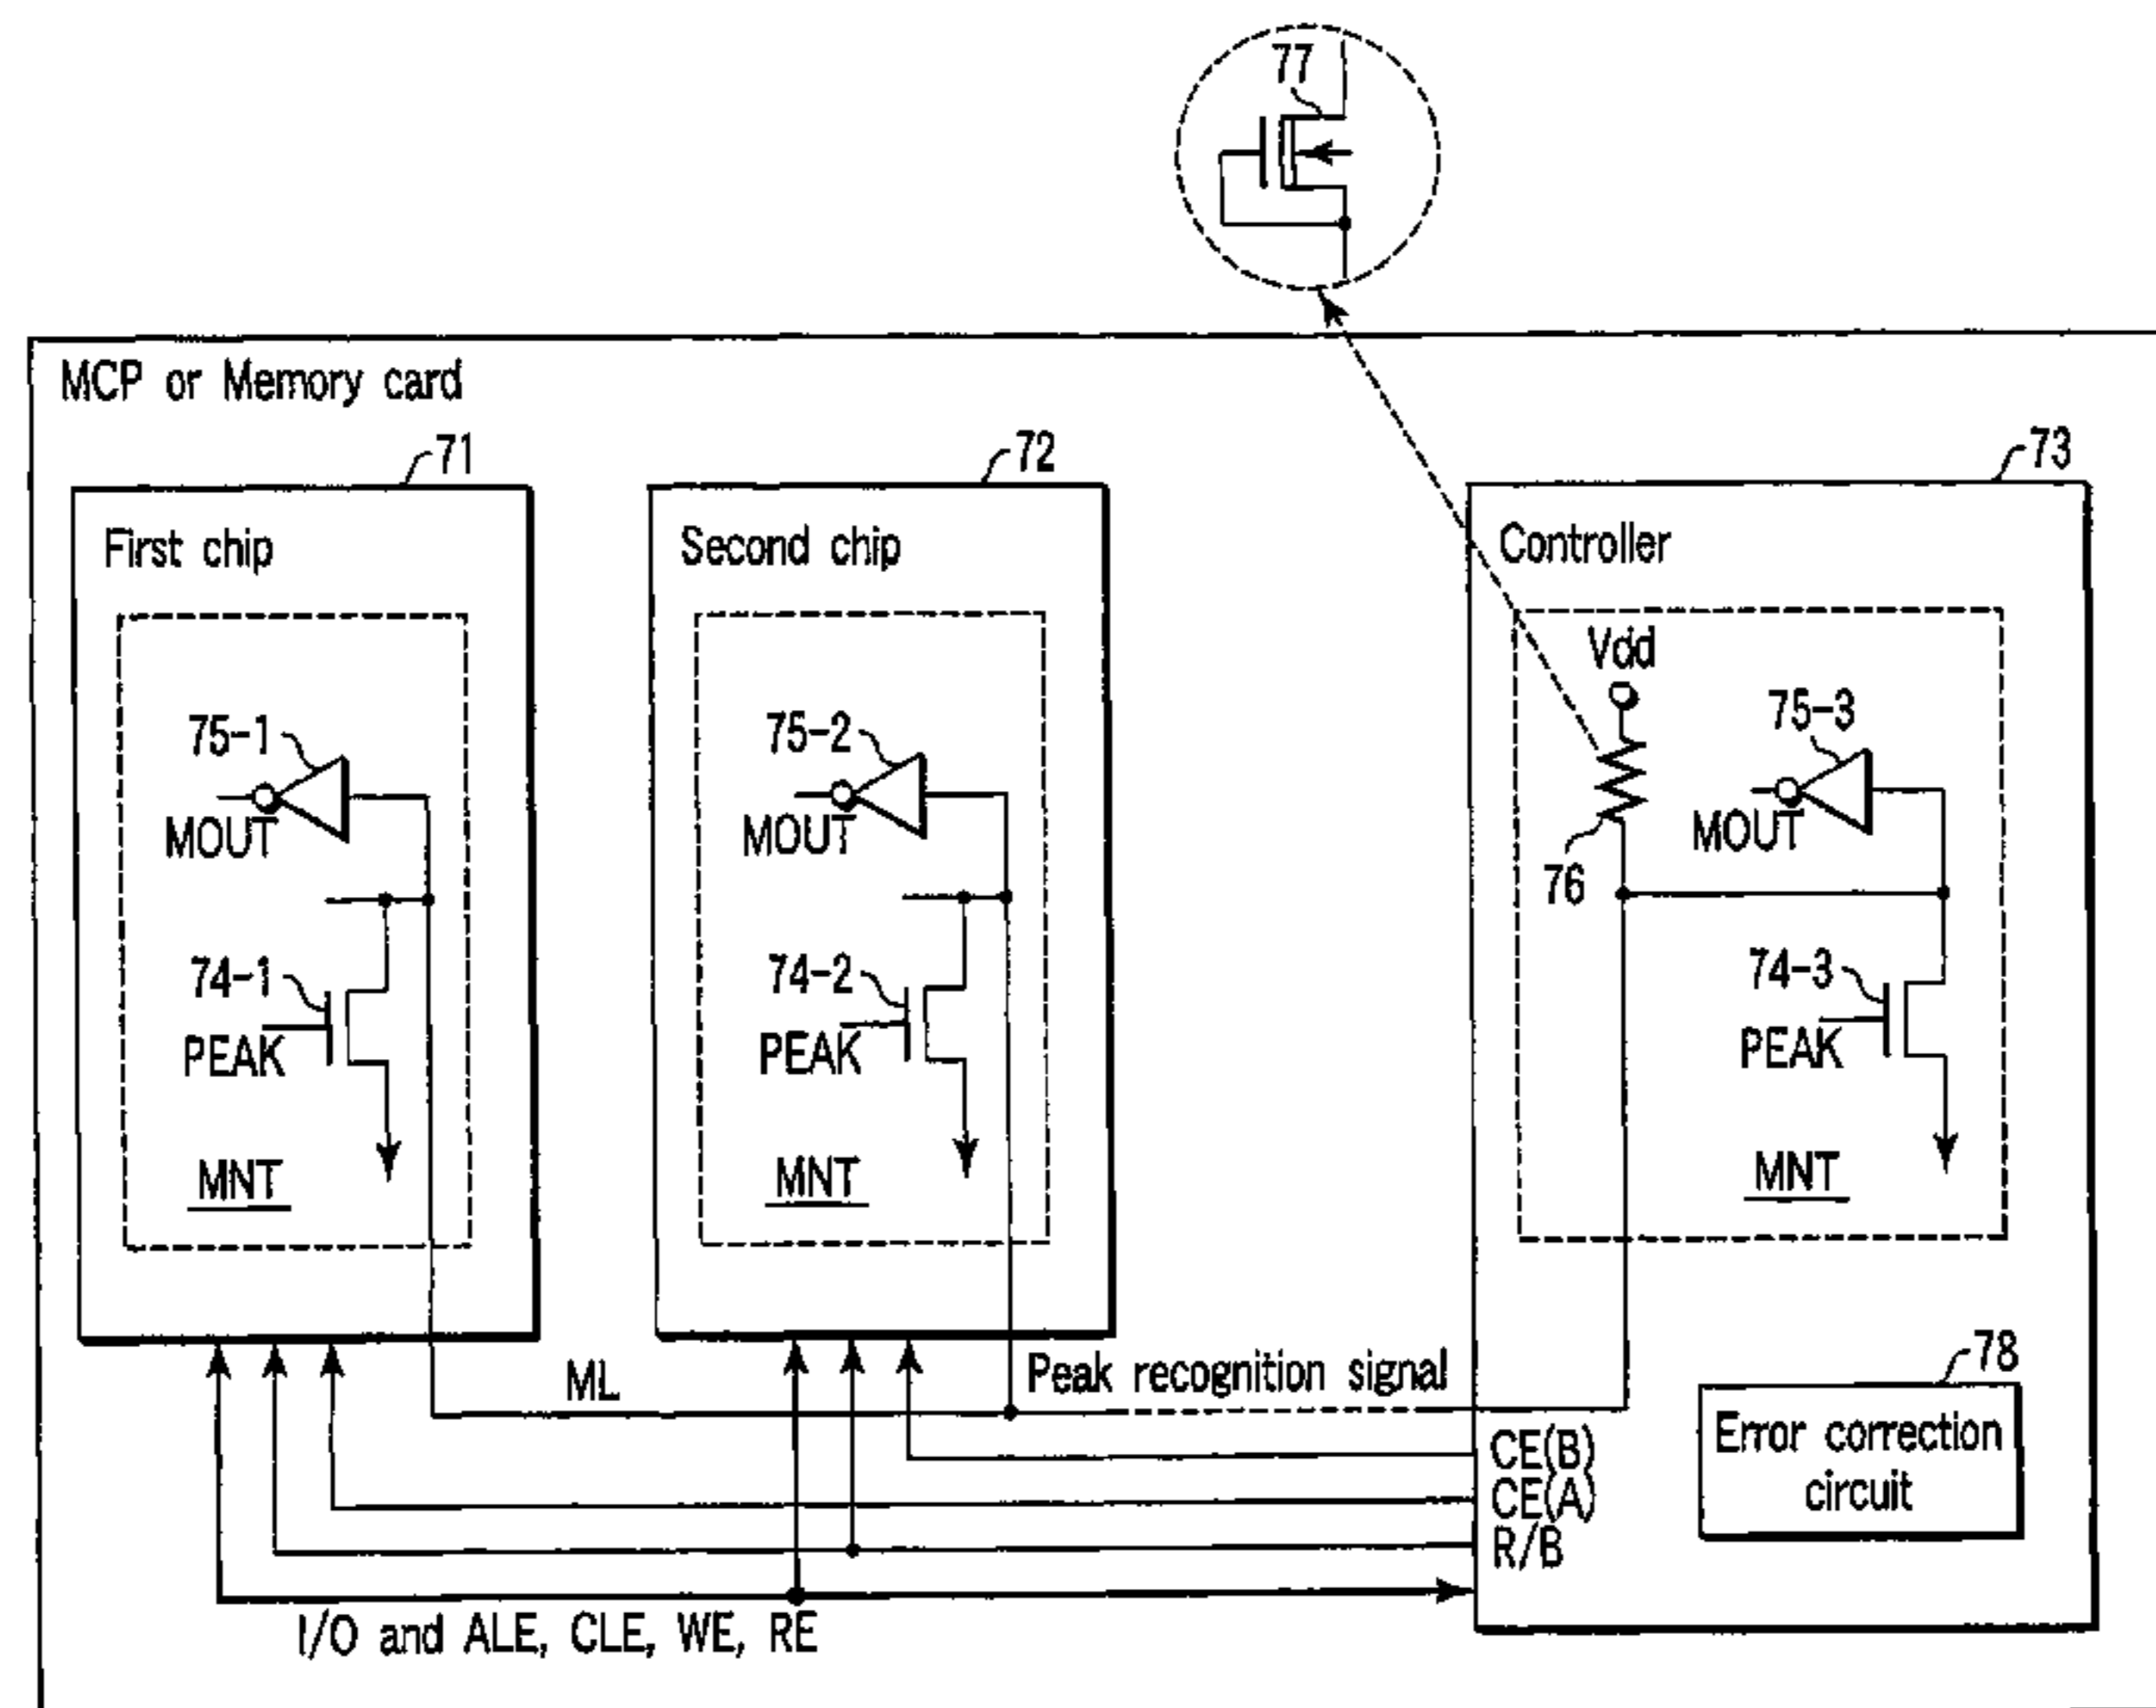 77
MCP or Memory card
71
72
73
First chip
Second chip
Controller
Vdd
75-1
75-2
75-3
MOUT
MOUT
MOUT
76
74-1
74-2
74-3
PEAK
PEAK
PEAK
MNT
MNT
MNT
ML
Peak recognition signal
78
Error correction
circuit
CE(B)
CE(A)
R/B
I/O and ALE, CLE, WE, RE